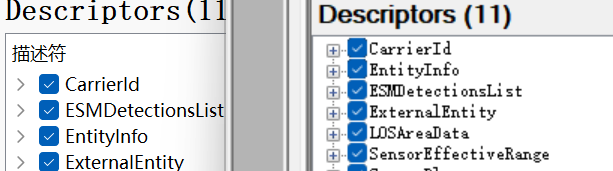 Descriptors(11
描述符
CarrierId
ESMDetectionsList
EntityInfo
ExternalEntity
Descriptors (11)
CarrierId
EntityInfo
ESMDetectionsList
ExternalEntity
LOSAreaData
SensorEffectiveRange